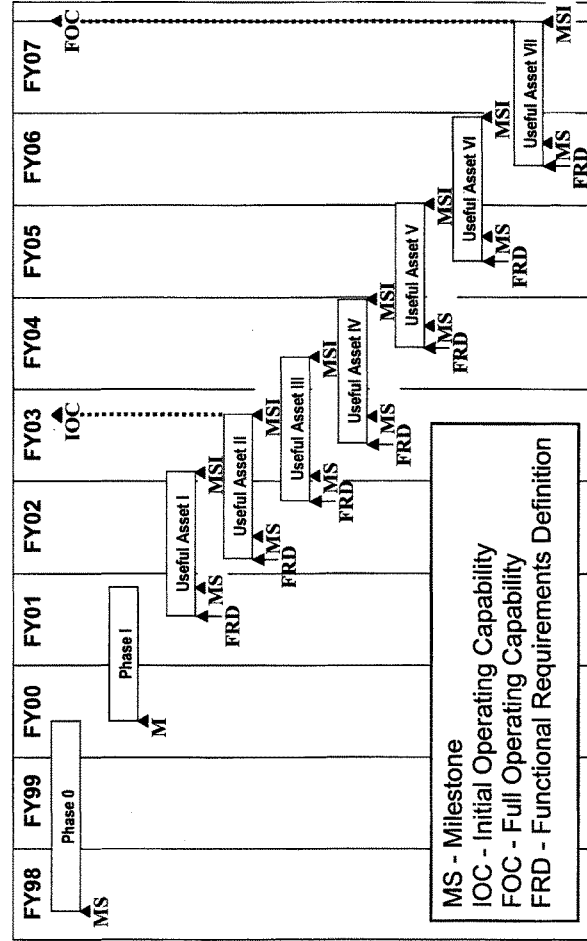 FY98 FY99 FY00 FY01 FY02 FY03 FY04 FY05 FY06 FY07
IOC FOC
Phase 0
MS
Phase I
M
Useful Asset I
FRD MS MSI
Useful Asset II
FRD MS MSI
Useful Asset III
FRD MS MSI
Useful Asset IV
FRD MS MSI
Useful Asset V
FRD MS MSI
Useful Asset VI
FRD MS MSI
Useful Asset VII
FRD MS MSI
MS - Milestone
IOC - Initial Operating Capability
FOC - Full Operating Capability
FRD - Functional Requirements Definition